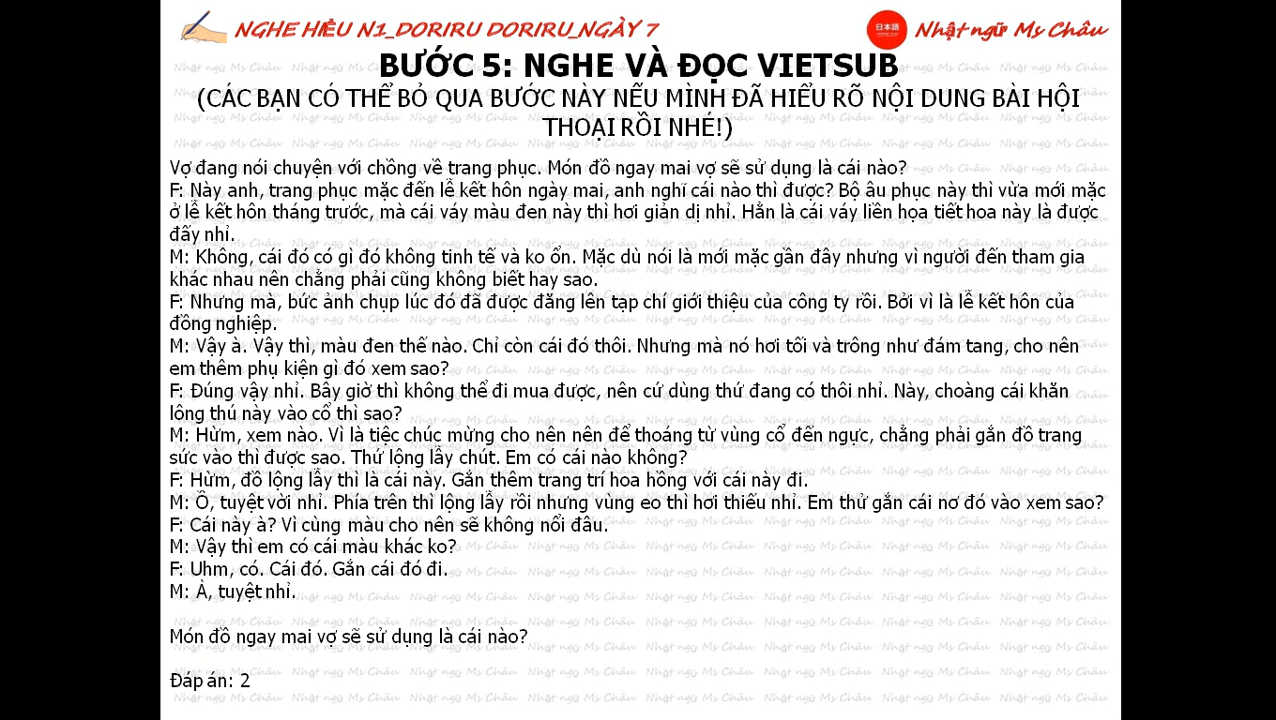 NGHE HIỂU N1_DORIRU DORIRU_NGÀY 7
日本語
Nhật ngữ Ms Châu
BƯỚC 5: NGHE VÀ ĐỌC VIETSUB
(CÁC BẠN CÓ THỂ BỎ QUA BƯỚC NÀY NẾU MÌNH ĐÃ HIỂU RÕ NỘI DUNG BÀI HỘI
THOẠI RỒI NHÉ!)
Vợ đang nói chuyện với chồng về trang phục. Món đồ ngay mai vợ sẽ sử dụng là cái nào?
F: Này anh, trang phục mặc đến lễ kết hôn ngày mai, anh nghĩ cái nào thì được? Bộ âu phục này thì vừa mới mặc
ở lễ kết hôn tháng trước, mà cái váy màu đen này thì hơi giản dị nhỉ. Hẳn là cái váy liền họa tiết hoa này là được
đấy nhỉ.
M: Không, cái đó có gì đó không tinh tế và ko ổn. Mặc dù nói là mới mặc gần đây nhưng vì người đến tham gia
khác nhau nên chẳng phải cũng không biết hay sao.
F: Nhưng mà, bức ảnh chụp lúc đó đã được đăng lên tạp chí giới thiệu của công ty rồi. Bởi vì là lễ kết hôn của
đồng nghiệp.
M: Vậy à. Vậy thì, màu đen thế nào. Chỉ còn cái đó thôi. Nhưng mà nó hơi tối và trông như đám tang, cho nên
em thêm phụ kiện gì đó xem sao?
F: Đúng vậy nhỉ. Bây giờ thì không thể đi mua được, nên cứ dùng thứ đang có thôi nhỉ. Này, choàng cái khăn
lông thú này vào cổ thì sao?
M: Hừm, xem nào. Vì là tiệc chúc mừng cho nên nên để thoáng từ vùng cổ đến ngực, chẳng phải gắn đồ trang
sức vào thì được sao. Thứ lộng lẫy chút. Em có cái nào không?
F: Hừm, đồ lộng lẫy thì là cái này. Gắn thêm trang trí hoa hồng với cái này đi.
M: Ồ, tuyệt vời nhỉ. Phía trên thì lộng lẫy rồi nhưng vùng eo thì hơi thiếu nhỉ. Em thử gắn cái nơ đó vào xem sao?
F: Cái này à? Vì cùng màu cho nên sẽ không nổi đâu.
M: Vậy thì em có cái màu khác ko?
F: Uhm, có. Cái đó. Gắn cái đó đi.
M: À, tuyệt nhỉ.
Món đồ ngay mai vợ sẽ sử dụng là cái nào?
Đáp án: 2